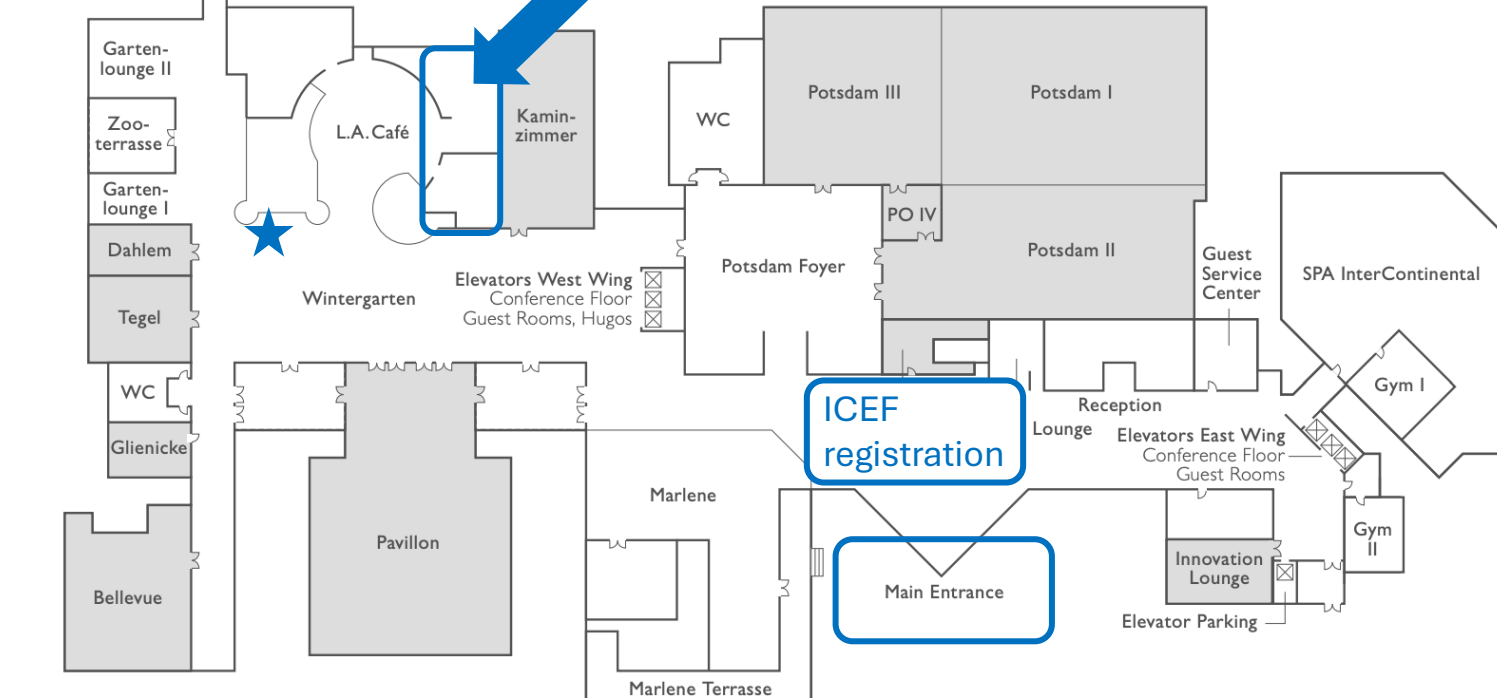 Garten-
lounge II
Zoo-
terrasse
Garten-
lounge I
Dahlem
Tegel
WC
Glienicke
Bellevue
L.A. Café
Kamin-
zimmer
Wintergarten
Elevators West Wing
Conference Floor
Guest Rooms, Hugos
Pavillon
WC
Potsdam III
Potsdam I
PO IV
Potsdam II
Potsdam Foyer
Guest
Service
Center
SPA InterContinental
Gym I
ICEF
registration
Reception
Lounge
Elevators East Wing
Conference Floor
Guest Rooms
Marlene
Main Entrance
Innovation
Lounge
Gym
II
Elevator Parking
Marlene Terrasse